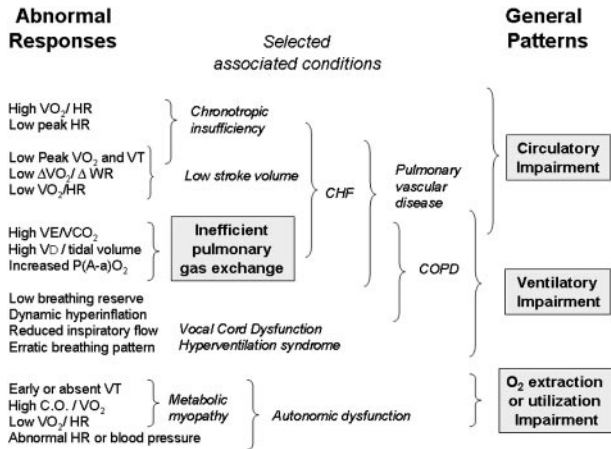 Abnormal
Responses
Selected
associated conditions
General
Patterns
High VO₂/ HR
Low peak HR
Chronotropic
insufficiency
Low Peak VO₂ and VT
Low ΔVO₂/ Δ WR
Low VO₂/HR
Low stroke volume
CHF
Pulmonary
vascular
disease
Circulatory
Impairment
High VE/VCO₂
High VD / tidal volume
Increased P(A-a)O₂
Inefficient
pulmonary
gas exchange
COPD
Low breathing reserve
Dynamic hyperinflation
Reduced inspiratory flow
Erratic breathing pattern
Vocal Cord Dysfunction
Hyperventilation syndrome
Ventilatory
Impairment
Early or absent VT
High C.O. / VO₂
Low VO₂/ HR
Abnormal HR or blood pressure
Metabolic
myopathy
Autonomic dysfunction
O₂ extraction
or utilization
Impairment